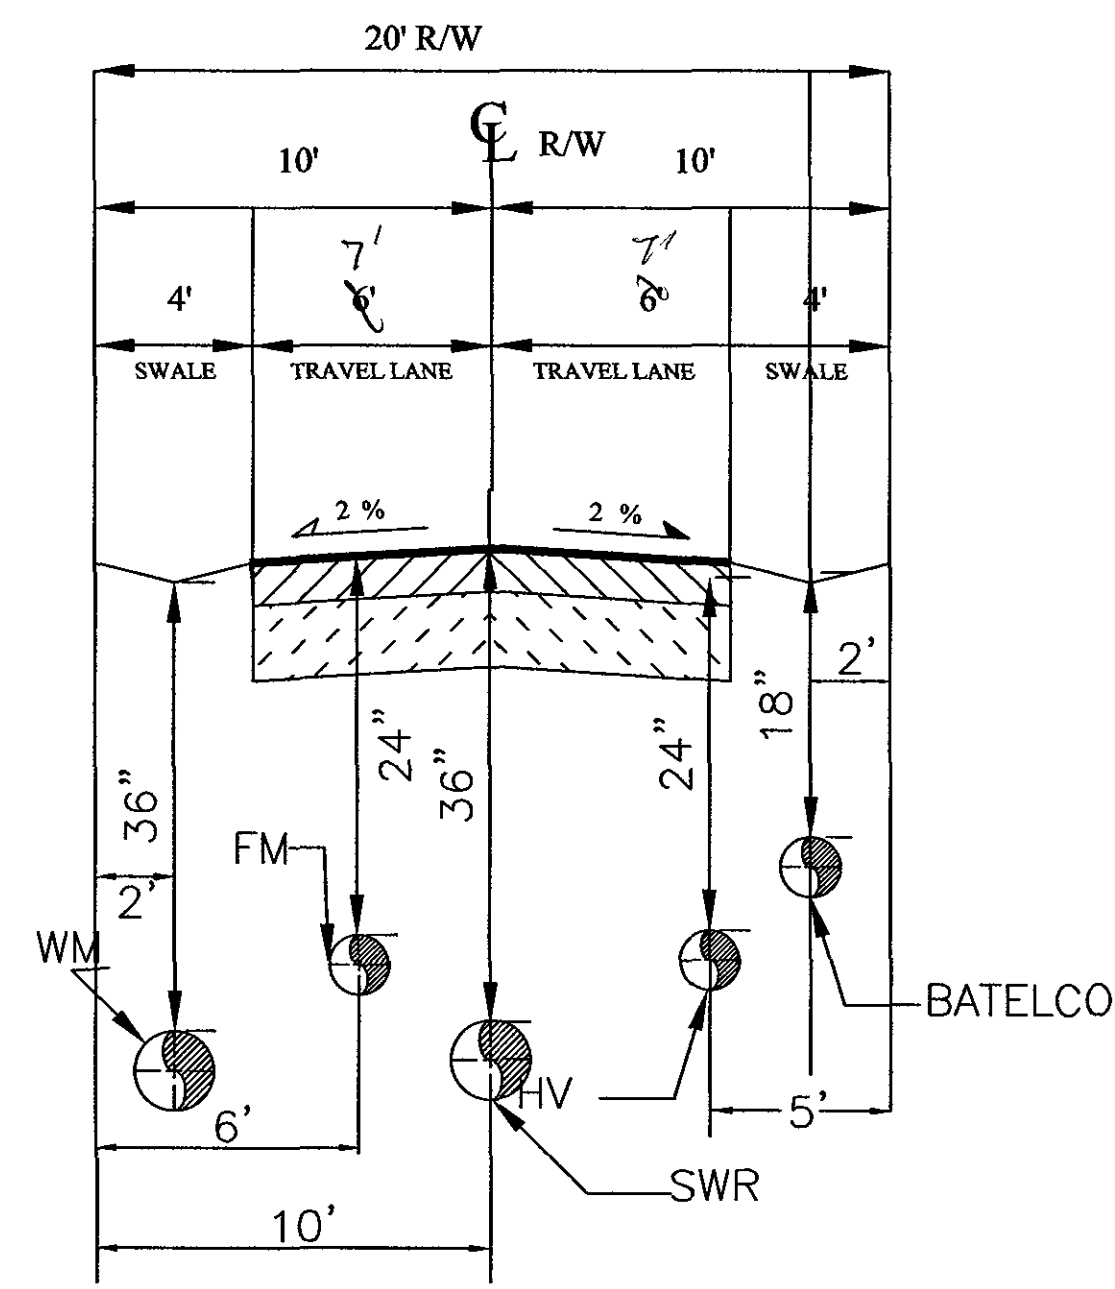 20' R/W
CL R/W
10' 10'
7' 7'
4' 6' 6' 4'
SWALE TRAVEL LANE TRAVEL LANE SWALE
2 % 2 %
2'
18"
24" 24"
36" 36"
FM
2'
WM
BATELCO
HV
5'
6'
SWR
10'